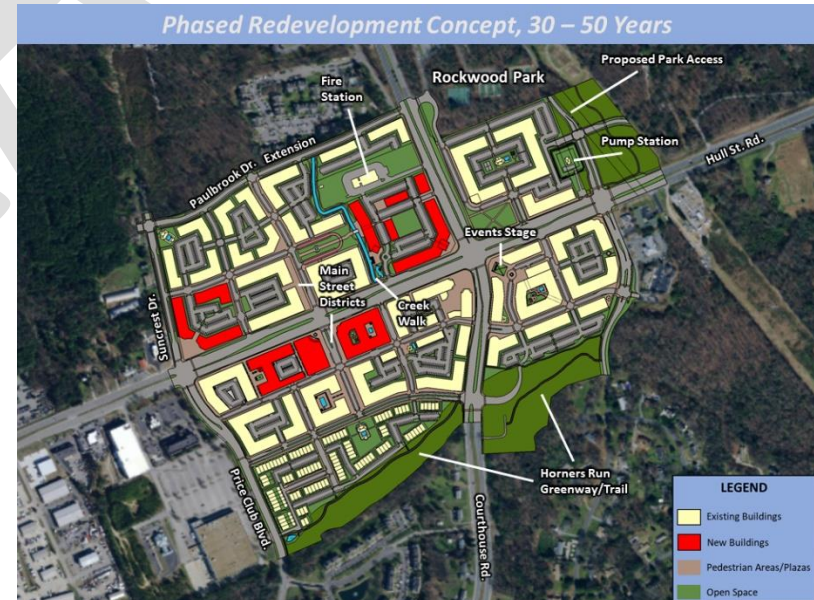 Phased Redevelopment Concept, 30 – 50 Years
Rockwood Park
Proposed Park Access
Fire
Station
Pump Station
Hull St. Rd.
Paulbrook Dr. Extension
Events Stage
Main
Street
Districts
Creek
Walk
Suncrest Dr.
Horners Run
Greenway/Trail
Price Club Blvd.
Courthouse Rd.
LEGEND
Existing Buildings
New Buildings
Pedestrian Areas/Plazas
Open Space